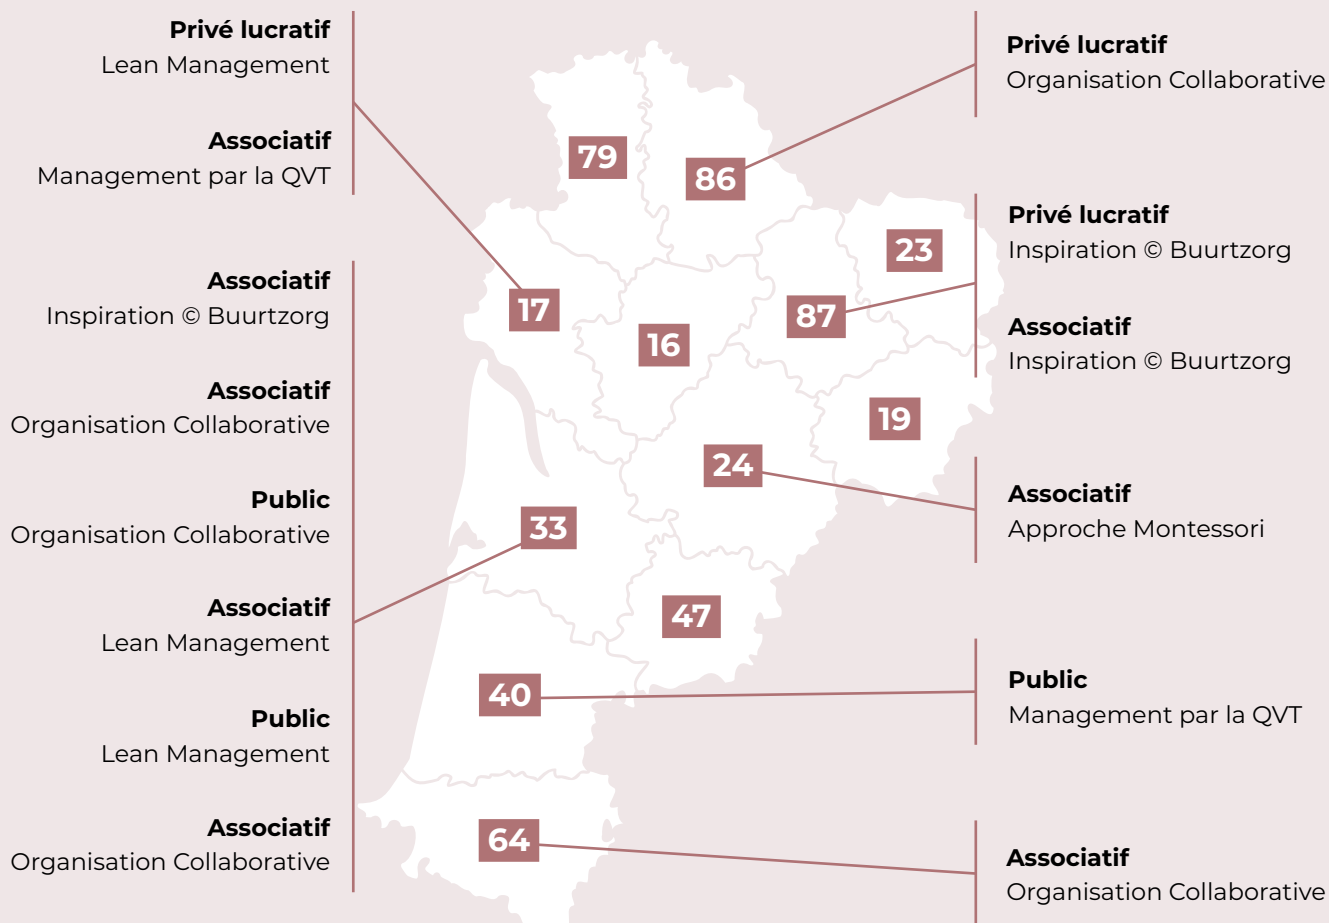 Privé lucratif
Lean Management
Associatif
Management par la QVT
Associatif
Inspiration © Buurtzorg
Associatif
Organisation Collaborative
Public
Organisation Collaborative
Associatif
Lean Management
Public
Lean Management
Associatif
Organisation Collaborative
79
86
23
17
87
16
19
24
33
47
40
64
Privé lucratif
Organisation Collaborative
Privé lucratif
Inspiration © Buurtzorg
Associatif
Inspiration © Buurtzorg
Associatif
Approche Montessori
Public
Management par la QVT
Associatif
Organisation Collaborative